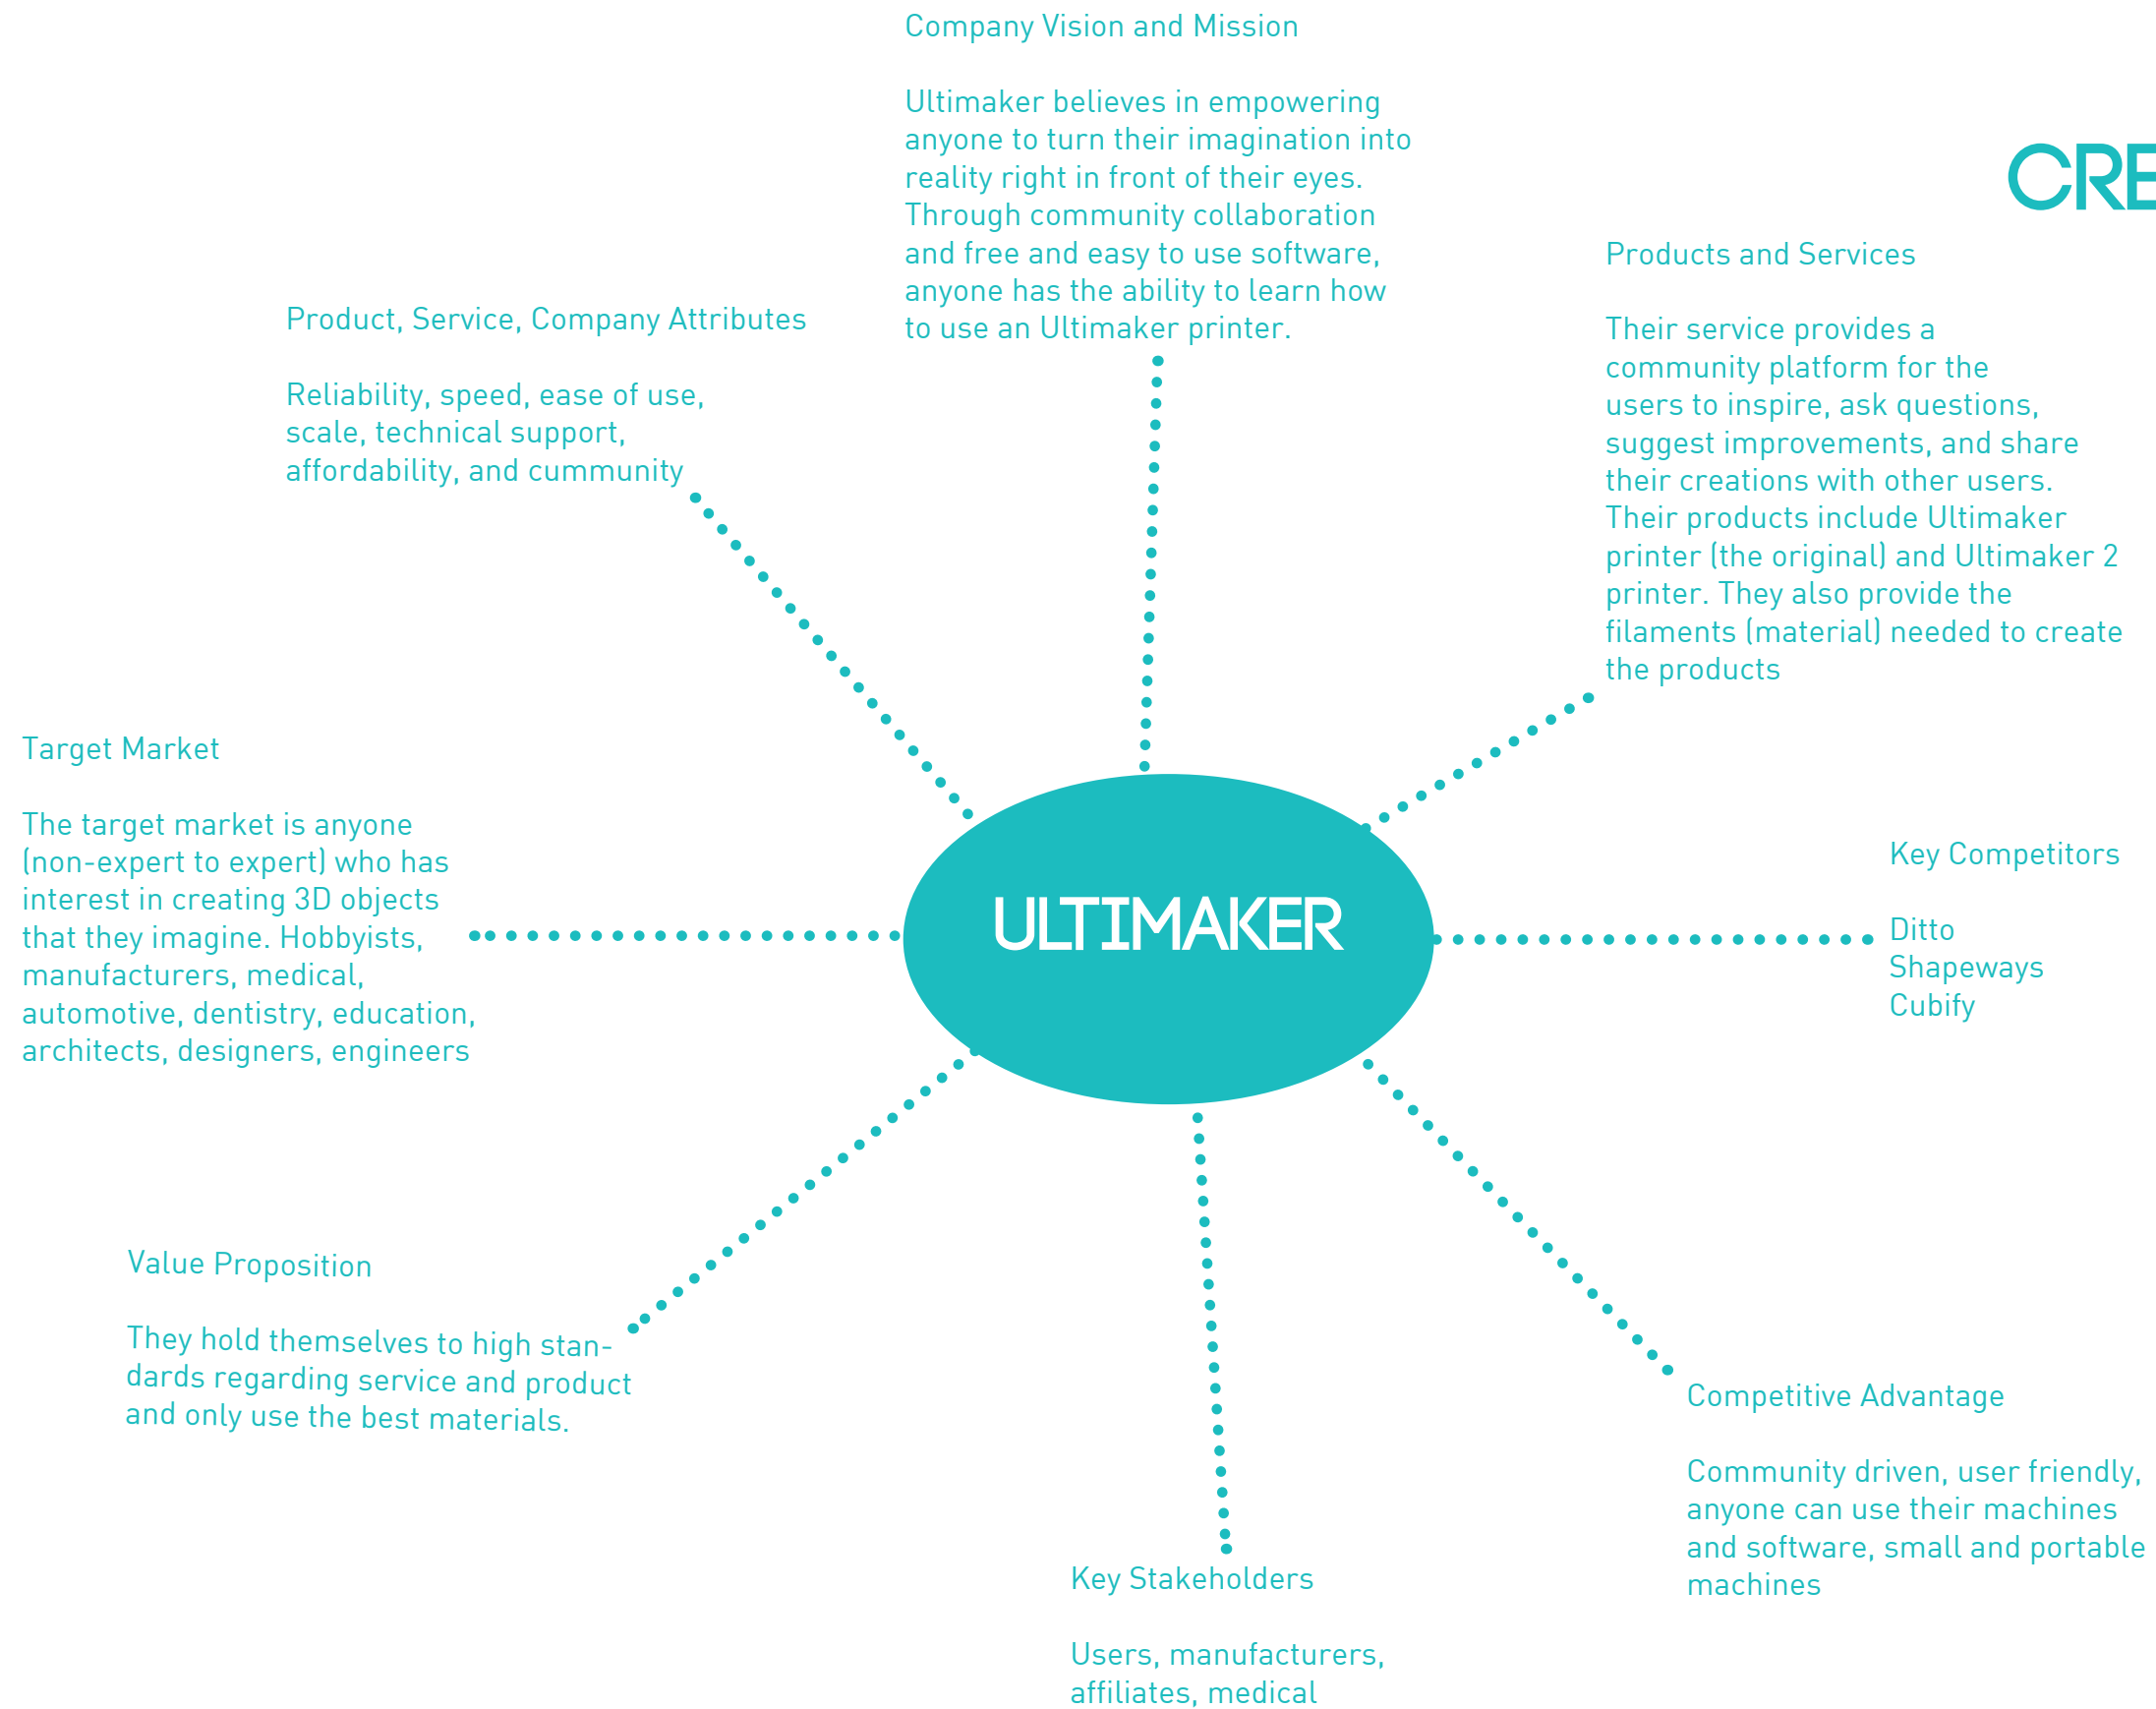 Company Vision and Mission
Ultimaker believes in empowering
anyone to turn their imagination into
reality right in front of their eyes.
Through community collaboration
and free and easy to use software,
anyone has the ability to learn how
to use an Ultimaker printer.
CRE
Products and Services
Their service provides a
community platform for the
users to inspire, ask questions,
suggest improvements, and share
their creations with other users.
Their products include Ultimaker
printer (the original) and Ultimaker 2
printer. They also provide the
filaments (material) needed to create
the products
Product, Service, Company Attributes
Reliability, speed, ease of use,
scale, technical support,
affordability, and cummunity
Target Market
The target market is anyone
(non-expert to expert) who has
interest in creating 3D objects
that they imagine. Hobbyists,
manufacturers, medical,
automotive, dentistry, education,
architects, designers, engineers
ULTIMAKER
Key Competitors
Ditto
Shapeways
Cubify
Value Proposition
They hold themselves to high stan-
dards regarding service and product
and only use the best materials.
Competitive Advantage
Community driven, user friendly,
anyone can use their machines
and software, small and portable
machines
Key Stakeholders
Users, manufacturers,
affiliates, medical